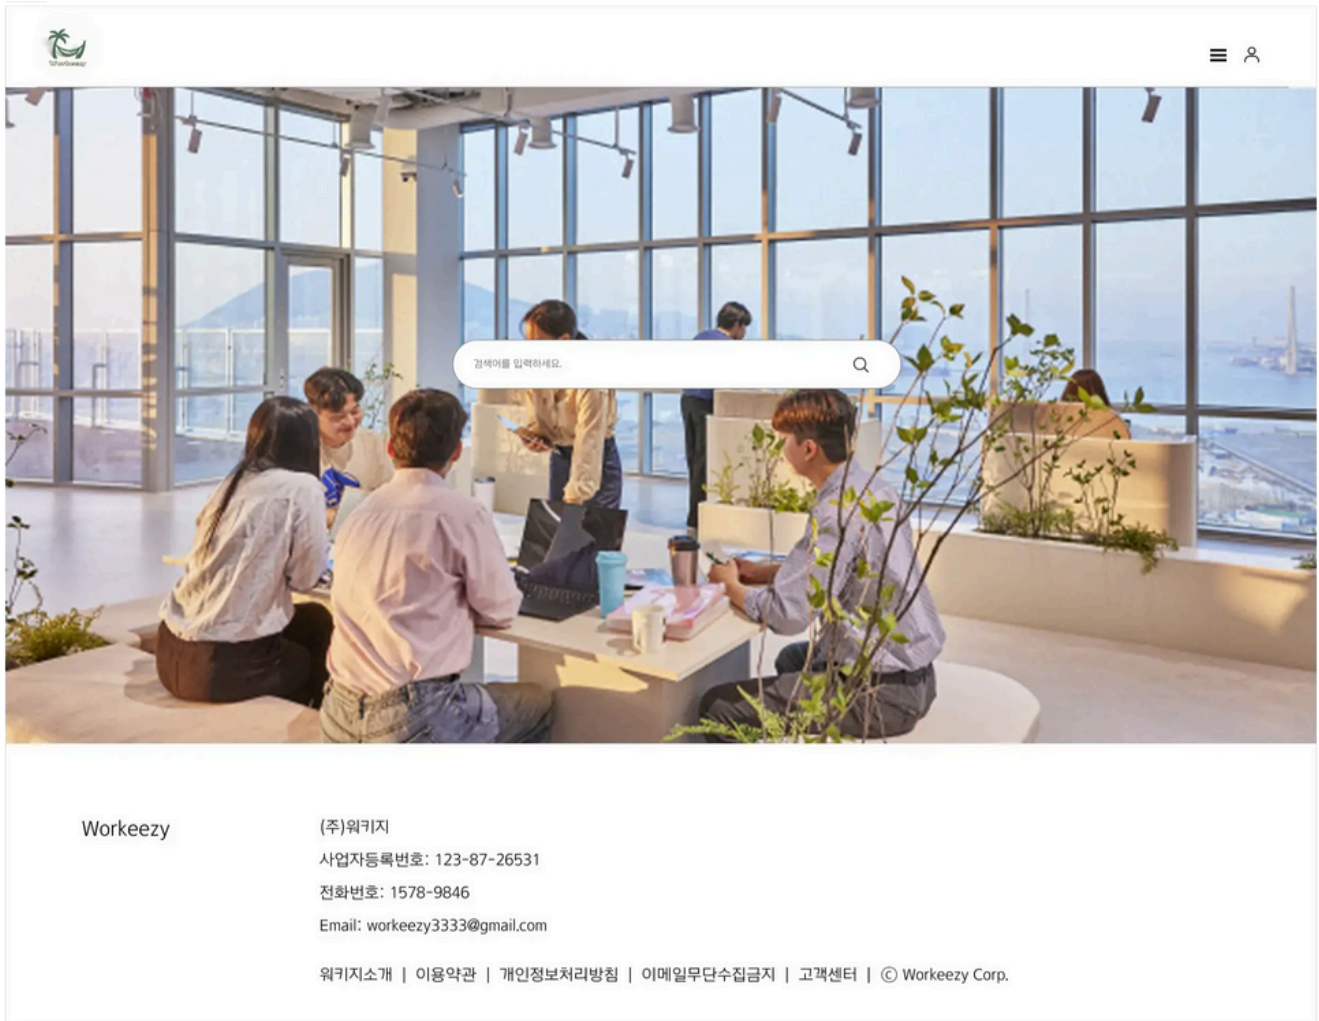 Workeezy
검색어를 입력하세요.
Workeezy
(주)워키지
사업자등록번호: 123-87-26531
전화번호: 1578-9846
Email: workeezy3333@gmail.com
워키지소개 | 이용약관 | 개인정보처리방침 | 이메일무단수집금지 | 고객센터 | ⓒ Workeezy Corp.